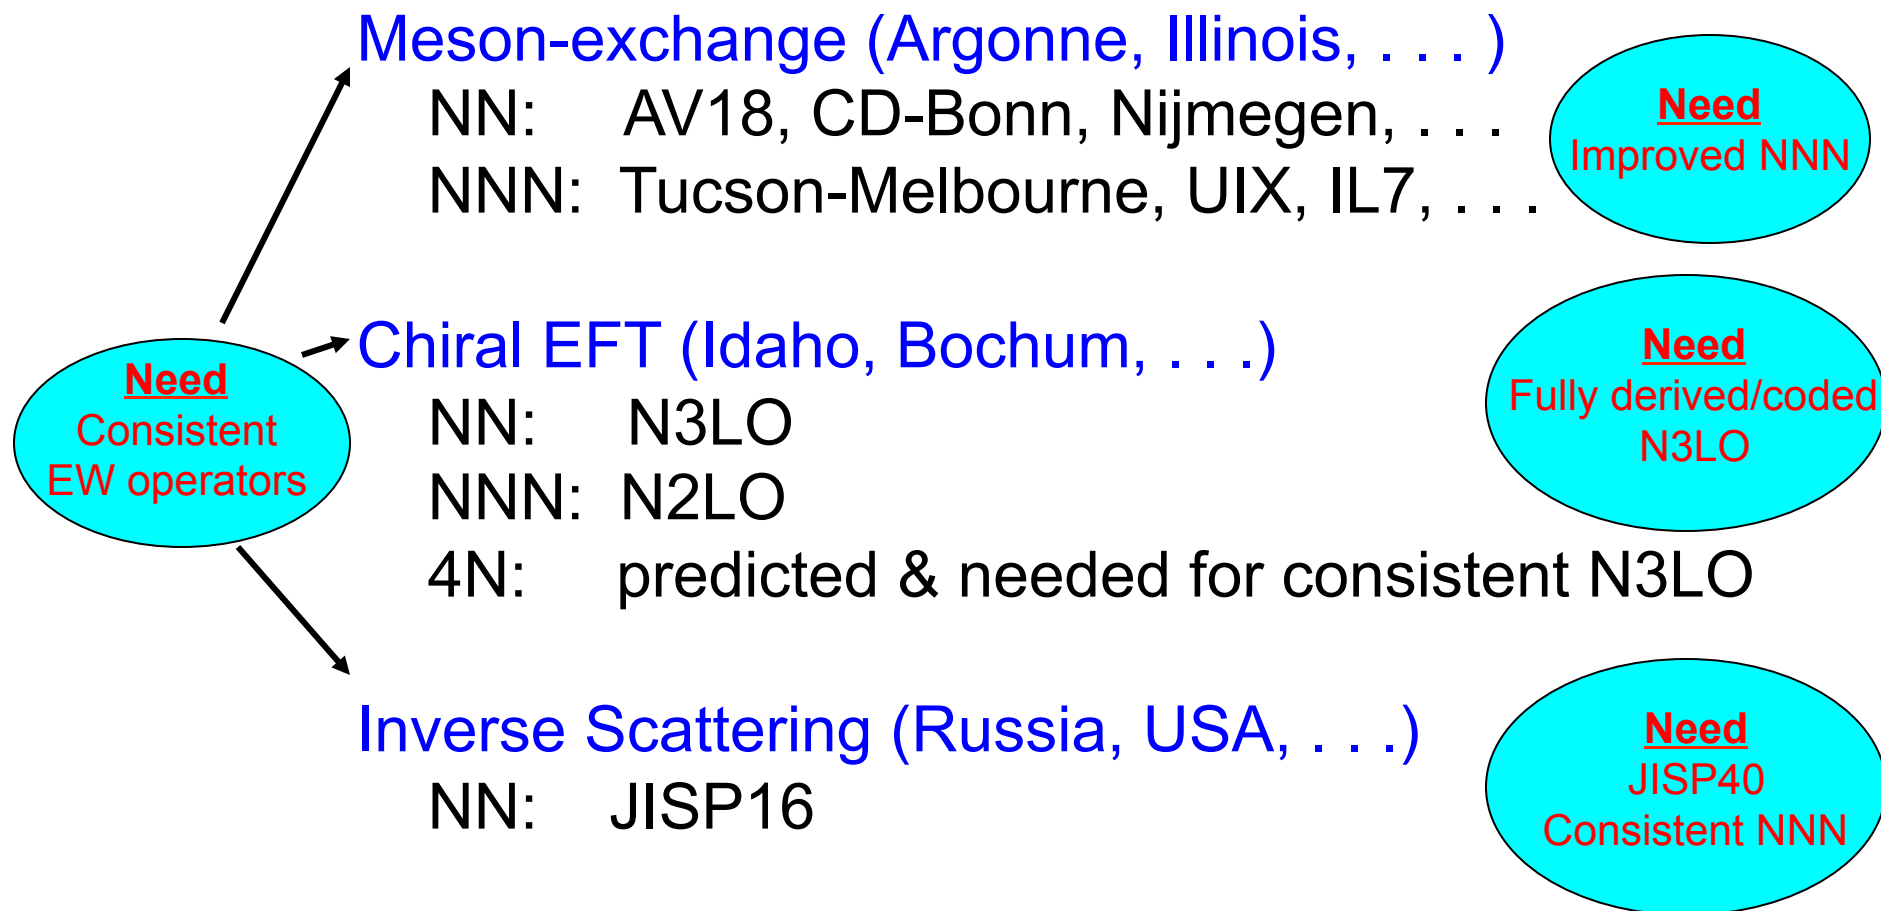 Meson-exchange (Argonne, Illinois, . . . )
NN: AV18, CD-Bonn, Nijmegen, . . .
NNN: Tucson-Melbourne, UIX, IL7, . . .
Need
Improved NNN
Need
Consistent
EW operators
Chiral EFT (Idaho, Bochum, . . .)
NN: N3LO
NNN: N2LO
4N: predicted & needed for consistent N3LO
Need
Fully derived/coded
N3LO
Inverse Scattering (Russia, USA, . . .)
NN: JISP16
Need
JISP40
Consistent NNN